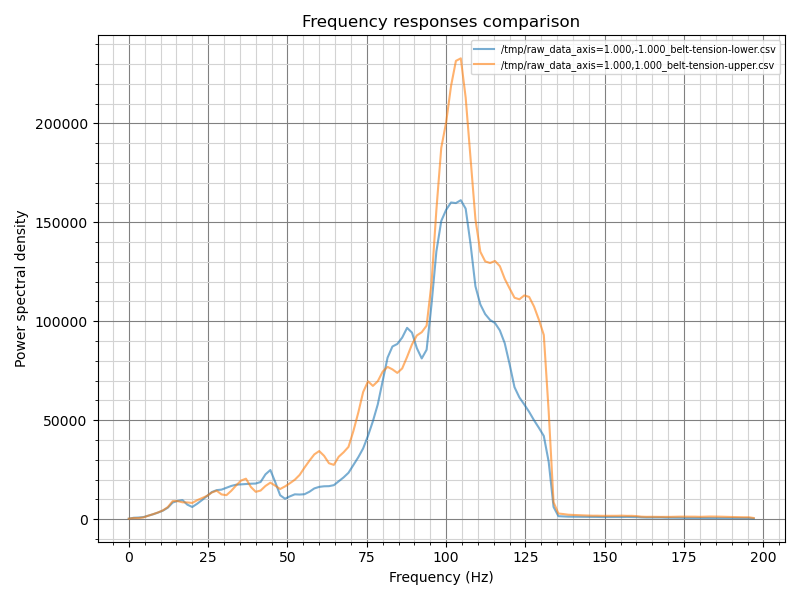 Frequency responses comparison
/tmp/raw_data_axis=1.000,-1.000_belt-tension-lower.csv
/tmp/raw_data_axis=1.000,1.000_belt-tension-upper.csv
Power spectral density
200000
150000
100000
50000
0
0 25 50 75 100 125 150 175 200
Frequency (Hz)